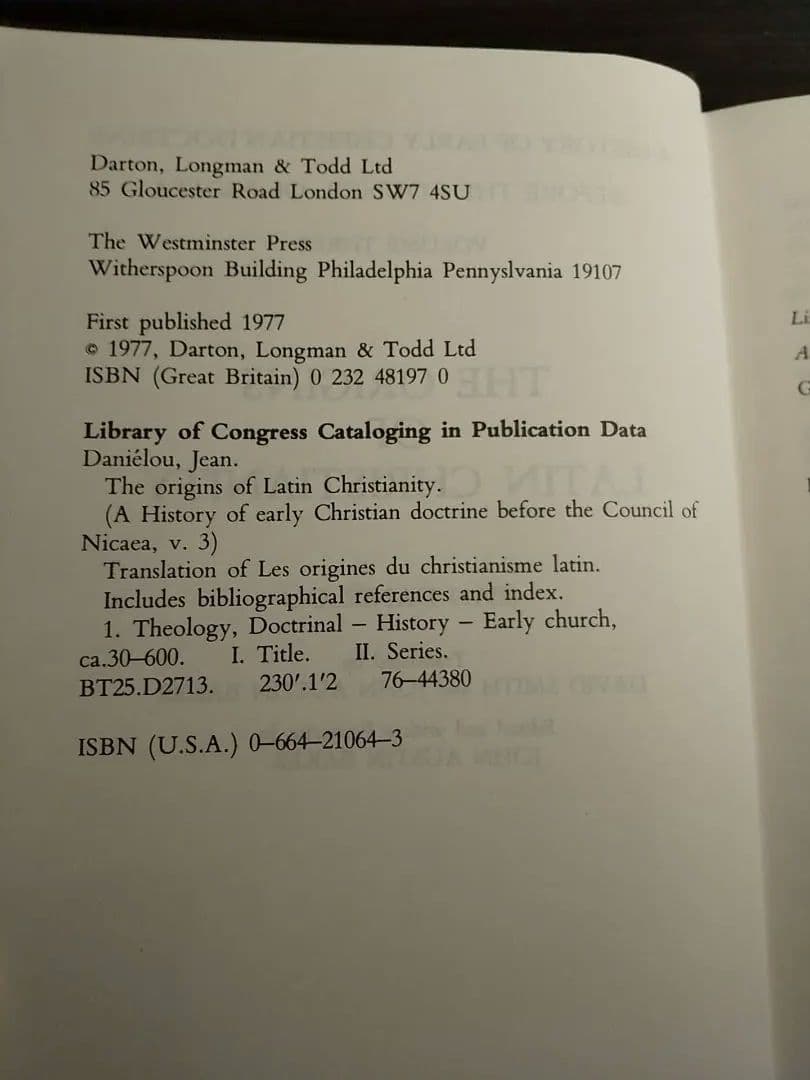 Darton, Longman & Todd Ltd
85 Gloucester Road London SW7 4SU
The Westminster Press
Witherspoon Building Philadelphia Pennyslvania 19107
First published 1977
© 1977, Darton, Longman & Todd Ltd
ISBN (Great Britain) 0 232 48197 0
Library of Congress Cataloging in Publication Data
Daniélou, Jean.
The origins of Latin Christianity.
(A History of early Christian doctrine before the Council of
Nicaea, v. 3)
Translation of Les origines du christianisme latin.
Includes bibliographical references and index.
1. Theology, Doctrinal – History – Early church,
ca.30–600. I. Title. II. Series.
BT25.D2713. 230'.1'2 76–44380
ISBN (U.S.A.) 0–664–21064–3